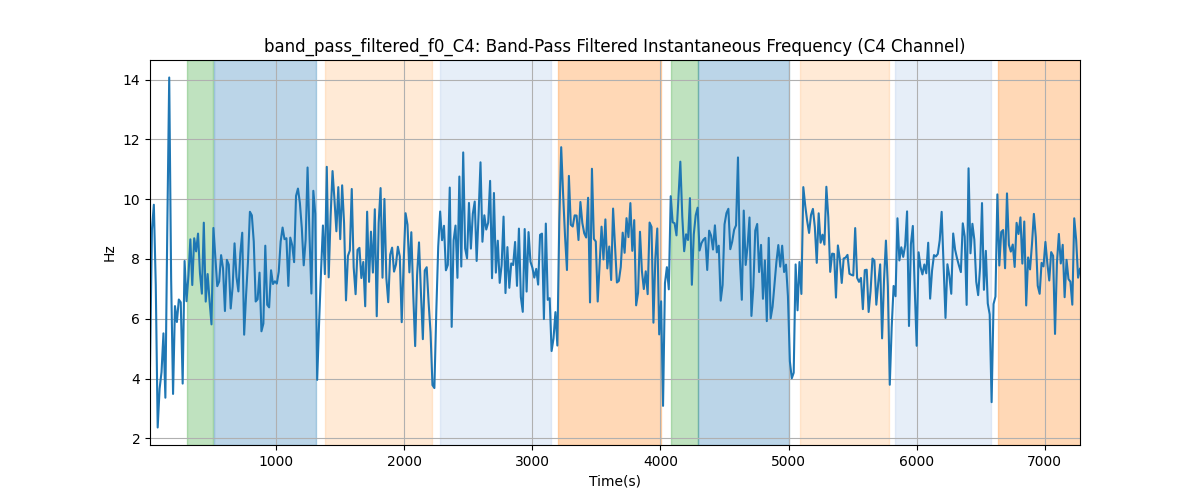 band_pass_filtered_f0_C4: Band-Pass Filtered Instantaneous Frequency (C4 Channel)
14
12
10
8
6
4
2
Hz
1000 2000 3000 4000 5000 6000 7000
Time(s)